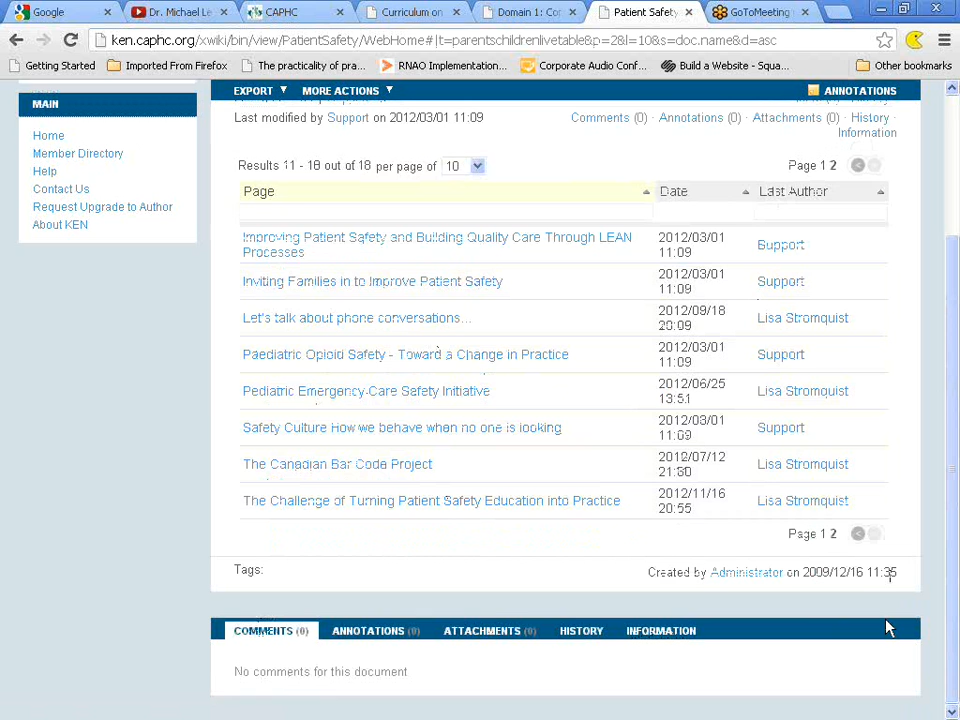 Google
Dr. Michael Le
CAPHC
Curriculum on
Domain 1: Co
Patient Safety
GoToMeeting
ken.caphc.org/xwiki/bin/view/PatientSafety/WebHome#|t=parentschildrenlivetable&p=2&l=10&s=doc.name&d=asc
Getting Started
Imported From Firefox
The practicality of pra...
RNAO Implementation...
Corporate Audio Conf...
Build a Website - Squa...
Other bookmarks
MAIN
Home
Member Directory
Help
Contact Us
Request Upgrade to Author
About KEN
EXPORT MORE ACTIONS ANNOTATIONS
Last modified by Support on 2012/03/01 11:09
Comments (0) · Annotations (0) · Attachments (0) · History ·
Information
Results 11 - 18 out of 18 per page of 10 Page 1 2
Page Date Last Author
Improving Patient Safety and Building Quality Care Through LEAN
Processes
2012/03/01
11:09
Support
Inviting Families in to Improve Patient Safety
2012/03/01
11:09
Support
Let's talk about phone conversations...
2012/09/18
20:09
Lisa Stromquist
Paediatric Opioid Safety - Toward a Change in Practice
2012/03/01
11:09
Support
Pediatric Emergency Care Safety Initiative
2012/06/25
13:51
Lisa Stromquist
Safety Culture How we behave when no one is looking
2012/03/01
11:09
Support
The Canadian Bar Code Project
2012/07/12
21:30
Lisa Stromquist
The Challenge of Turning Patient Safety Education into Practice
2012/11/16
20:55
Lisa Stromquist
Page 1 2
Tags:
Created by Administrator on 2009/12/16 11:35
COMMENTS (0) ANNOTATIONS (0) ATTACHMENTS (0) HISTORY INFORMATION
No comments for this document